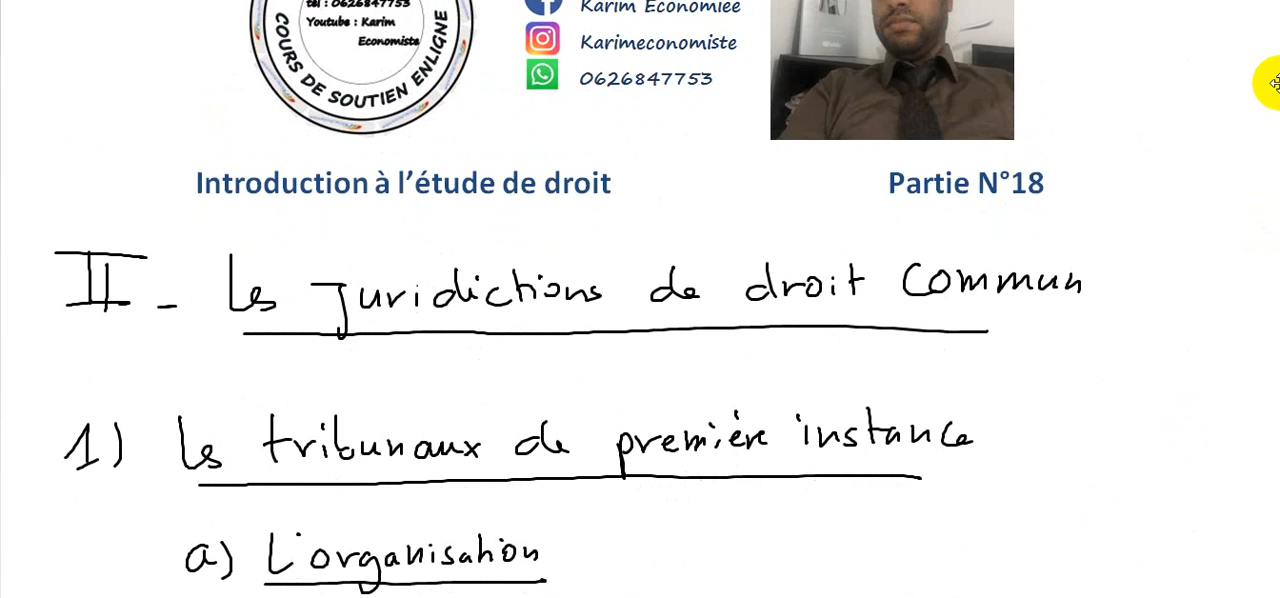 tél : 0626847753
Youtube : Karim
Economiste
COURS DE SOUTIEN ENLIGNE
Karim Economiee
Karimeconomiste
0626847753
Introduction à l'étude de droit
Partie N°18
II - Les Juridictions de droit commun
1) Les tribunaux de première instance
a) L'organisation